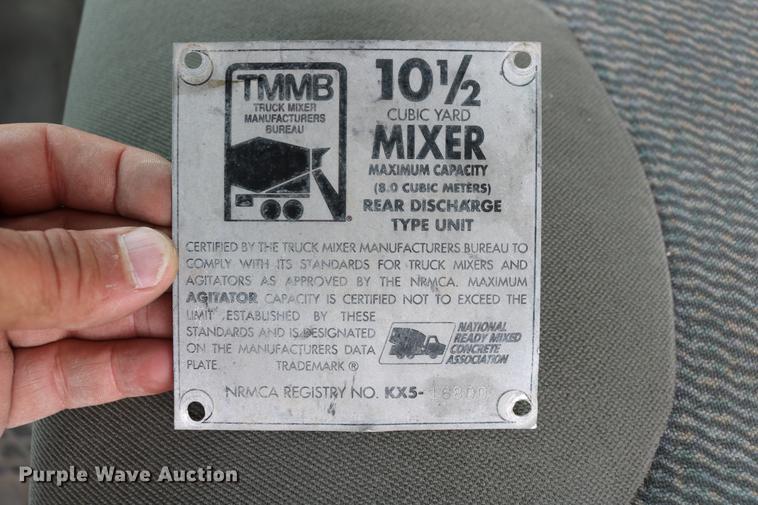 TMMB
TRUCK MIXER
MANUFACTURERS
BUREAU
®
10½
CUBIC YARD
MIXER
MAXIMUM CAPACITY
(8.0 CUBIC METERS)
REAR DISCHARGE
TYPE UNIT
CERTIFIED BY THE TRUCK MIXER MANUFACTURERS BUREAU TO
COMPLY WITH ITS STANDARDS FOR TRUCK MIXERS AND
AGITATORS AS APPROVED BY THE NRMCA. MAXIMUM
AGITATOR CAPACITY IS CERTIFIED NOT TO EXCEED THE
LIMIT ESTABLISHED BY THESE
STANDARDS AND IS DESIGNATED
ON THE MANUFACTURERS DATA
PLATE. TRADEMARK ®
NATIONAL
READY MIXED
CONCRETE
ASSOCIATION
NRMCA REGISTRY NO. KX5-
Purple Wave Auction